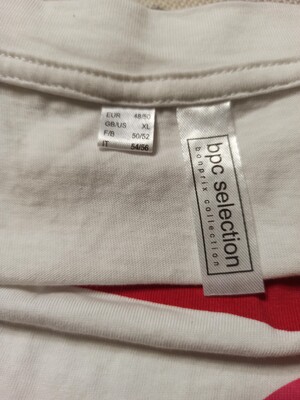 EUR 48/50
GB/US XL
F/B 50/52
IT 54/56
bpc selection
bonprix collection